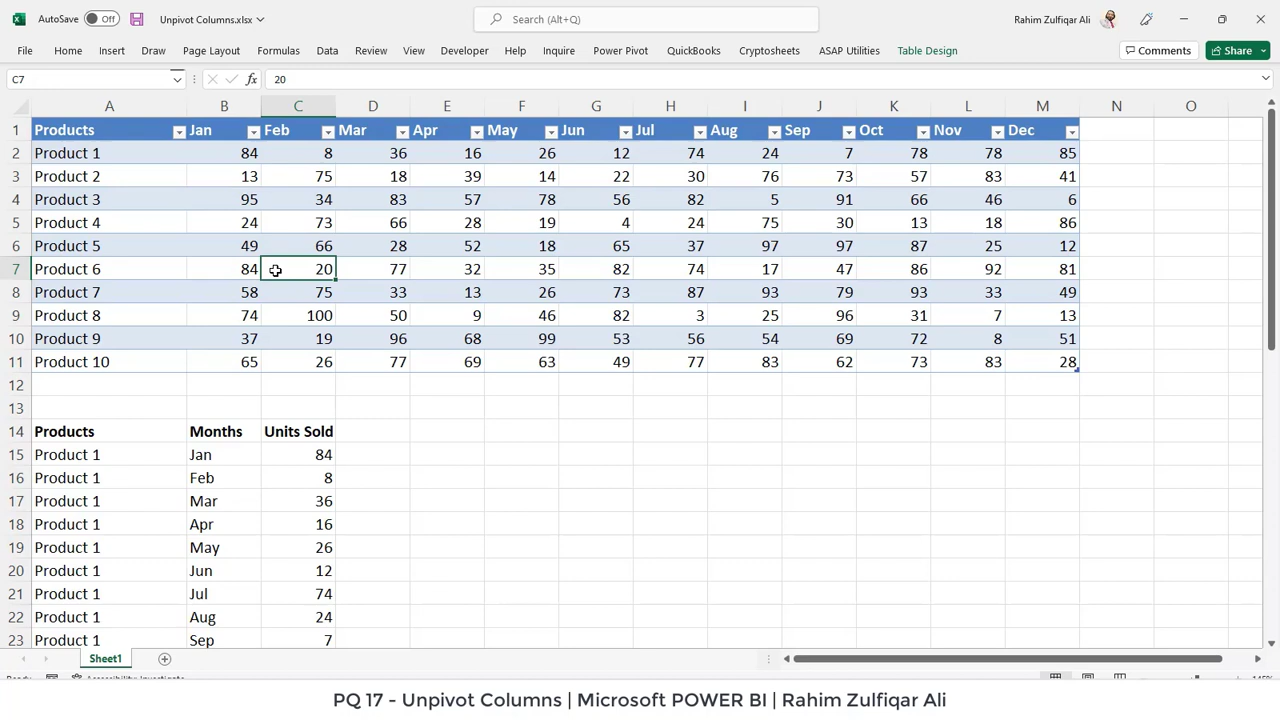 AutoSave Off Unpivot Columns.xlsx Search (Alt+Q) Rahim Zulfiqar Ali
File Home Insert Draw Page Layout Formulas Data Review View Developer Help Inquire Power Pivot QuickBooks Cryptosheets ASAP Utilities Table Design Comments Share
C7 fx 20
A B C D E F G H I J K L M N O
1 Products Jan Feb Mar Apr May Jun Jul Aug Sep Oct Nov Dec
2 Product 1 84 8 36 16 26 12 74 24 7 78 78 85
3 Product 2 13 75 18 39 14 22 30 76 73 57 83 41
4 Product 3 95 34 83 57 78 56 82 5 91 66 46 6
5 Product 4 24 73 66 28 19 4 24 75 30 13 18 86
6 Product 5 49 66 28 52 18 65 37 97 97 87 25 12
7 Product 6 84 20 77 32 35 82 74 17 47 86 92 81
8 Product 7 58 75 33 13 26 73 87 93 79 93 33 49
9 Product 8 74 100 50 9 46 82 3 25 96 31 7 13
10 Product 9 37 19 96 68 99 53 56 54 69 72 8 51
11 Product 10 65 26 77 69 63 49 77 83 62 73 83 28
12
13
14 Products Months Units Sold
15 Product 1 Jan 84
16 Product 1 Feb 8
17 Product 1 Mar 36
18 Product 1 Apr 16
19 Product 1 May 26
20 Product 1 Jun 12
21 Product 1 Jul 74
22 Product 1 Aug 24
23 Product 1 Sep 7
Sheet1
PQ 17 - Unpivot Columns | Microsoft POWER BI | Rahim Zulfiqar Ali